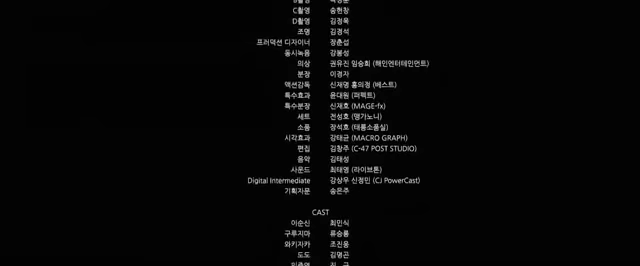 C촬영 송현창
D촬영 김정욱
조명 김경석
프러덕션 디자이너 장춘섭
동시녹음 강봉성
의상 권유진 임승희 (해인엔터테인먼트)
분장 이경자
액션감독 신재명 홍의정 (베스트)
특수효과 윤대원 (퍼펙트)
특수분장 신재호 (MAGE-fx)
세트 전성호 (명가노니)
소품 장석호 (태릉소품실)
시각효과 강태균 (MACRO GRAPH)
편집 김창주 (C-47 POST STUDIO)
음악 김태성
사운드 최태영 (라이브톤)
Digital Intermediate 강상우 신정민 (CJ PowerCast)
기획자문 송은주
CAST
이순신 최민식
구루지마 류승룡
와키자카 조진웅
도도 김명곤